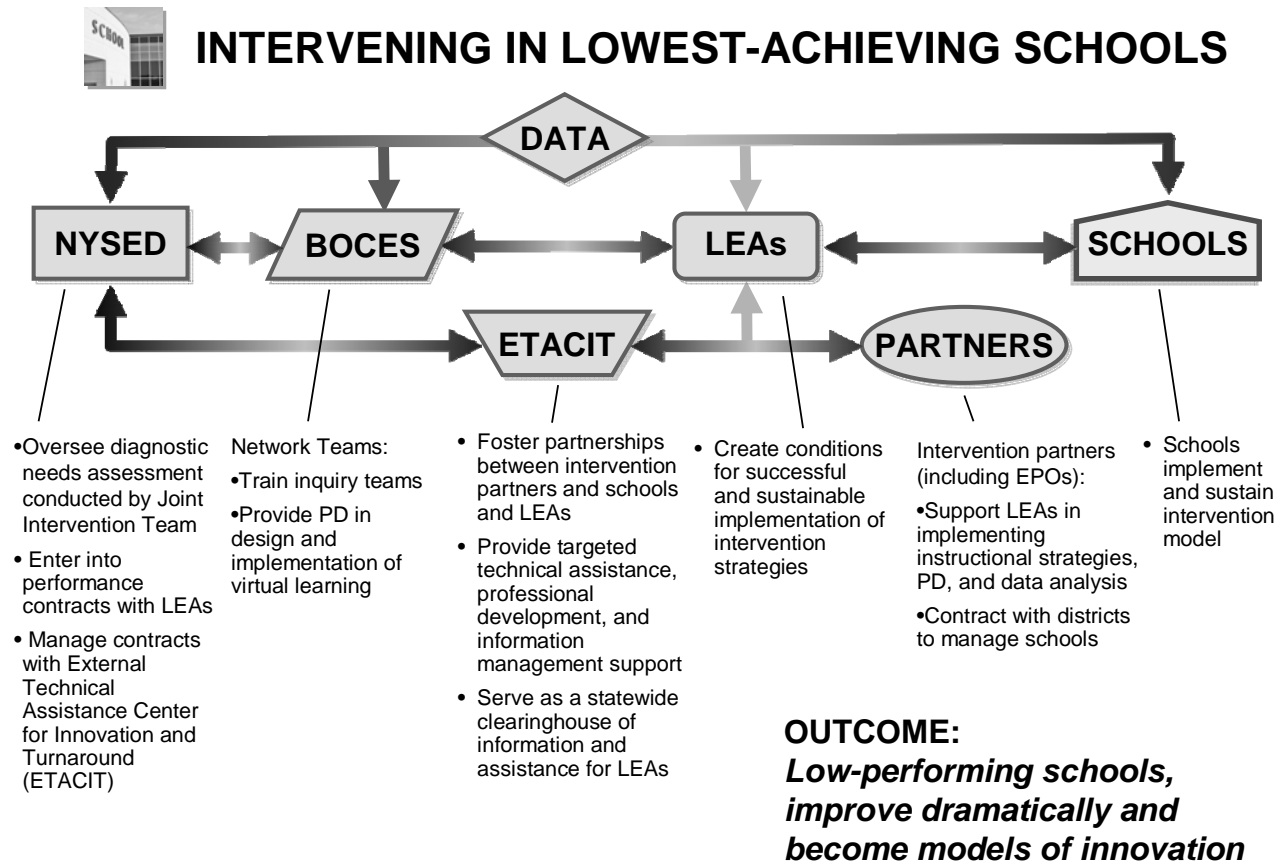 SCHOOL
INTERVENING IN LOWEST-ACHIEVING SCHOOLS
DATA
NYSED
BOCES
LEAs
SCHOOLS
ETACIT
PARTNERS
•Oversee diagnostic
needs assessment
conducted by Joint
Intervention Team
• Enter into
performance
contracts with LEAs
• Manage contracts
with External
Technical
Assistance Center
for Innovation and
Turnaround
(ETACIT)
Network Teams:
•Train inquiry teams
•Provide PD in
design and
implementation of
virtual learning
• Foster partnerships
between intervention
partners and schools
and LEAs
• Provide targeted
technical assistance,
professional
development, and
information
management support
• Serve as a statewide
clearinghouse of
information and
assistance for LEAs
• Create conditions
for successful
and sustainable
implementation of
intervention
strategies
Intervention partners
(including EPOs):
•Support LEAs in
implementing
instructional strategies,
PD, and data analysis
•Contract with districts
to manage schools
• Schools
implement
and sustain
intervention
model
OUTCOME:
Low-performing schools,
improve dramatically and
become models of innovation